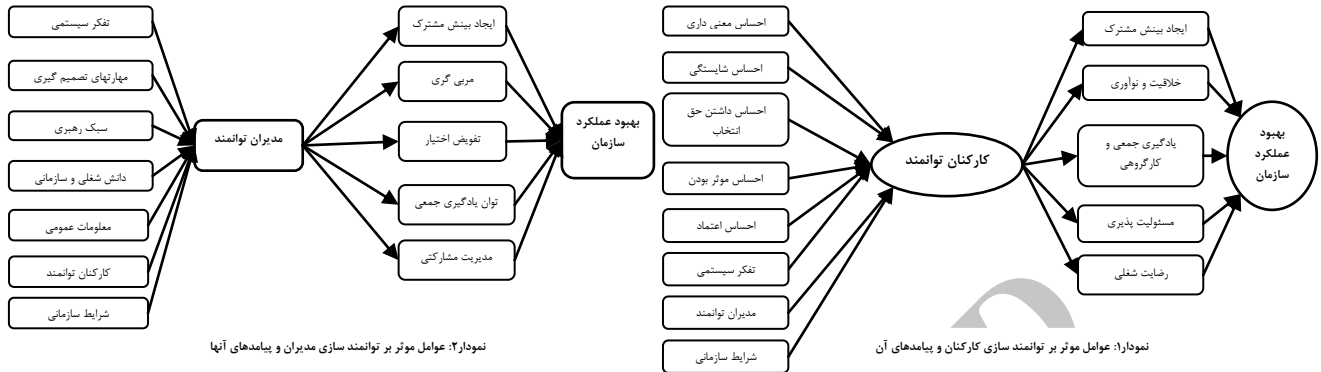 ایجاد بینش مشترک
خلاقیت و نوآوری
یادگیری جمعی و
کارگروهی
مسئولیت پذیری
رضایت شغلی
بهبود
عملکرد
سازمان
کارکنان توانمند
احساس معنی داری
احساس شایستگی
احساس داشتن حق
انتخاب
احساس موثر بودن
احساس اعتماد
تفکر سیستمی
مدیران توانمند
شرایط سازمانی
نمودار1: عوامل موثر بر توانمند سازی کارکنان و پیامدهای آن
بهبود عملکرد
سازمان
ایجاد بینش مشترک
مربی گری
تفویض اختیار
توان یادگیری جمعی
مدیریت مشارکتی
مدیران توانمند
تفکر سیستمی
مهارتهای تصمیم گیری
سبک رهبری
دانش شغلی و سازمانی
معلومات عمومی
کارکنان توانمند
شرایط سازمانی
نمودار2: عوامل موثر بر توانمند سازی مدیران و پیامدهای آنها